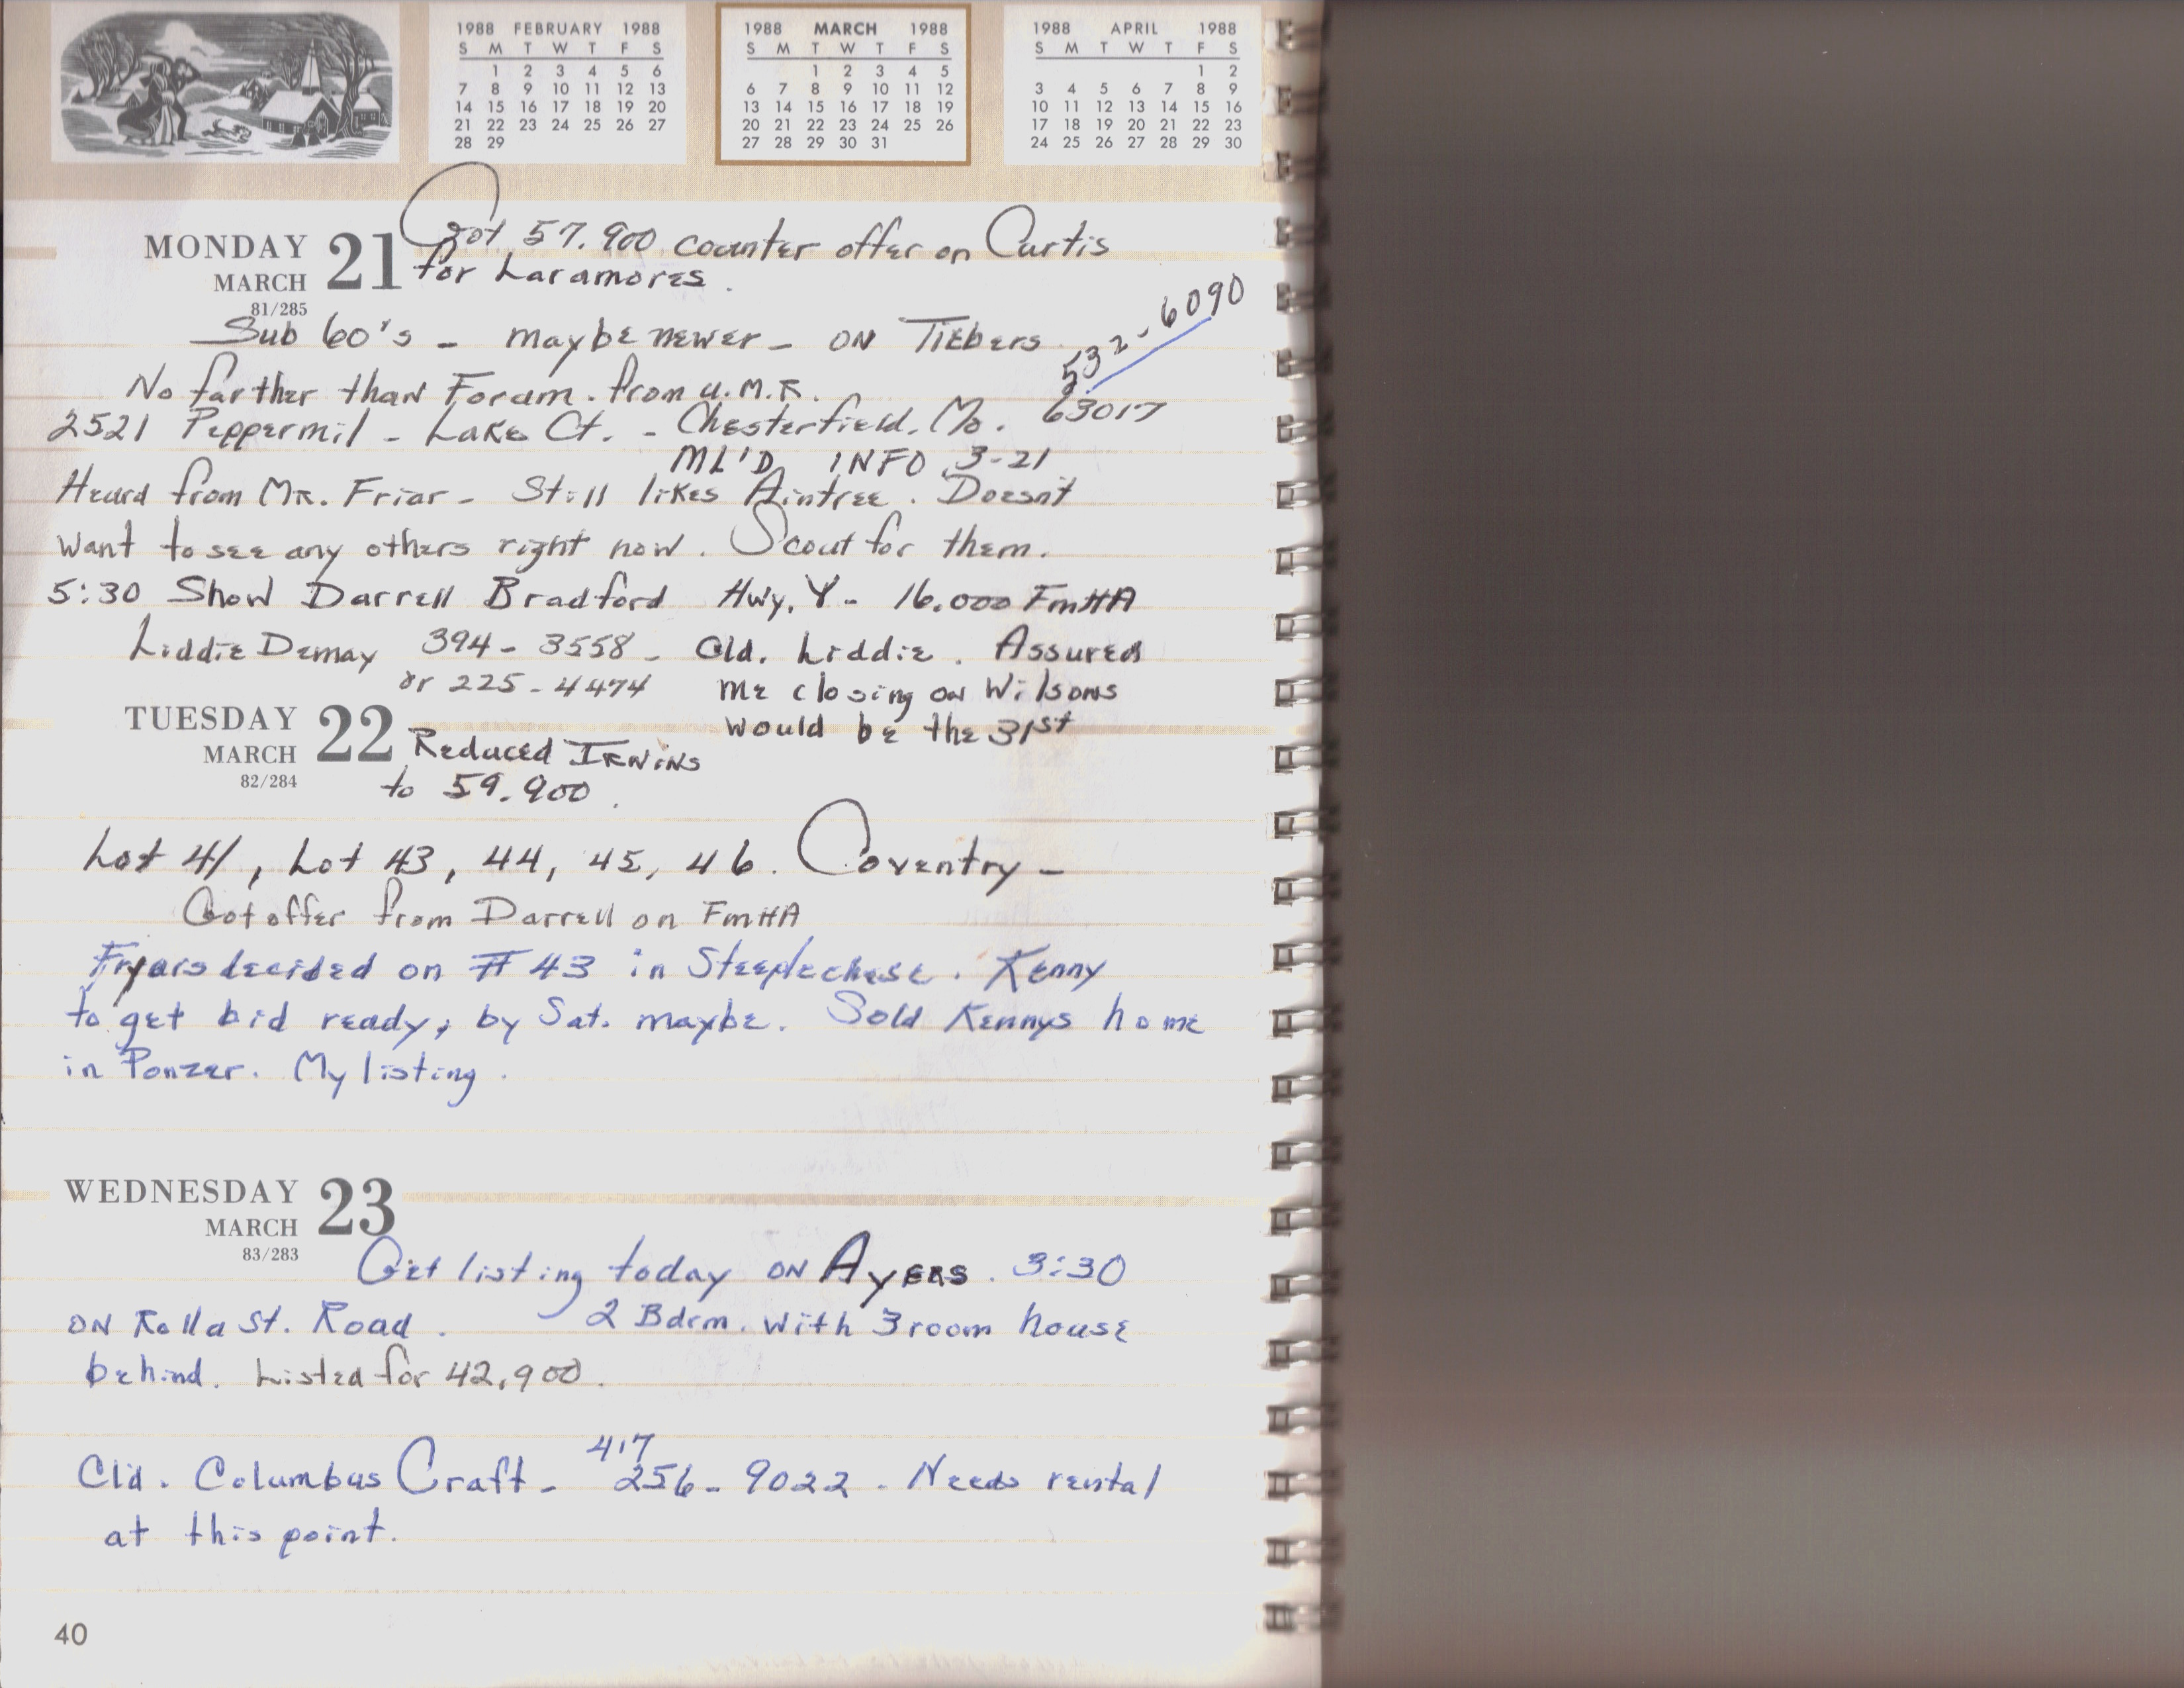 1988 FEBRUARY 1988
S M T W T F S
1 2 3 4 5 6
7 8 9 10 11 12 13
14 15 16 17 18 19 20
21 22 23 24 25 26 27
28 29
1988 MARCH 1988
S M T W T F S
1 2 3 4 5
6 7 8 9 10 11 12
13 14 15 16 17 18 19
20 21 22 23 24 25 26
27 28 29 30 31
1988 APRIL 1988
S M T W T F S
1 2
3 4 5 6 7 8 9
10 11 12 13 14 15 16
17 18 19 20 21 22 23
24 25 26 27 28 29 30
MONDAY 21
MARCH
81/285
Got 57.900 counter offer on Curtis
for Laramores.
Sub 60's - maybe newer - on Tiebers
532-6090
No farther than Forum. from U.M.R.
2521 Peppermil - Lake Ct. - Chesterfield, Mo. 63017
ML'D INFO 3-21
Heard from Mr. Friar - Still likes Aintree. Doesn't
want to see any others right now. Scout for them.
5:30 Show Darrell Bradford Hwy. Y - 16.000 FmHA
Liddie Demay 394-3558 - Cld. Liddie. Assured
or 225-4474 me closing on Wilsons
would be the 31st
TUESDAY 22
MARCH
82/284
Reduced Irwins
to 59.900.
Lot 41, Lot 43, 44, 45, 46. Coventry -
Got offer from Darrell on FmHA
Fryars decided on #43 in Steeplechase. Kenny
to get bid ready, by Sat. maybe. Sold Kennys home
in Ponzer. My listing.
WEDNESDAY 23
MARCH
83/283
Get listing today on Ayers. 3:30
on Rolla St. Road. 2 Bdrm. with 3 room house
behind. Listed for 42,900.
Cld. Columbus Craft - 417 256-9022. Needs rental
at this point.
40